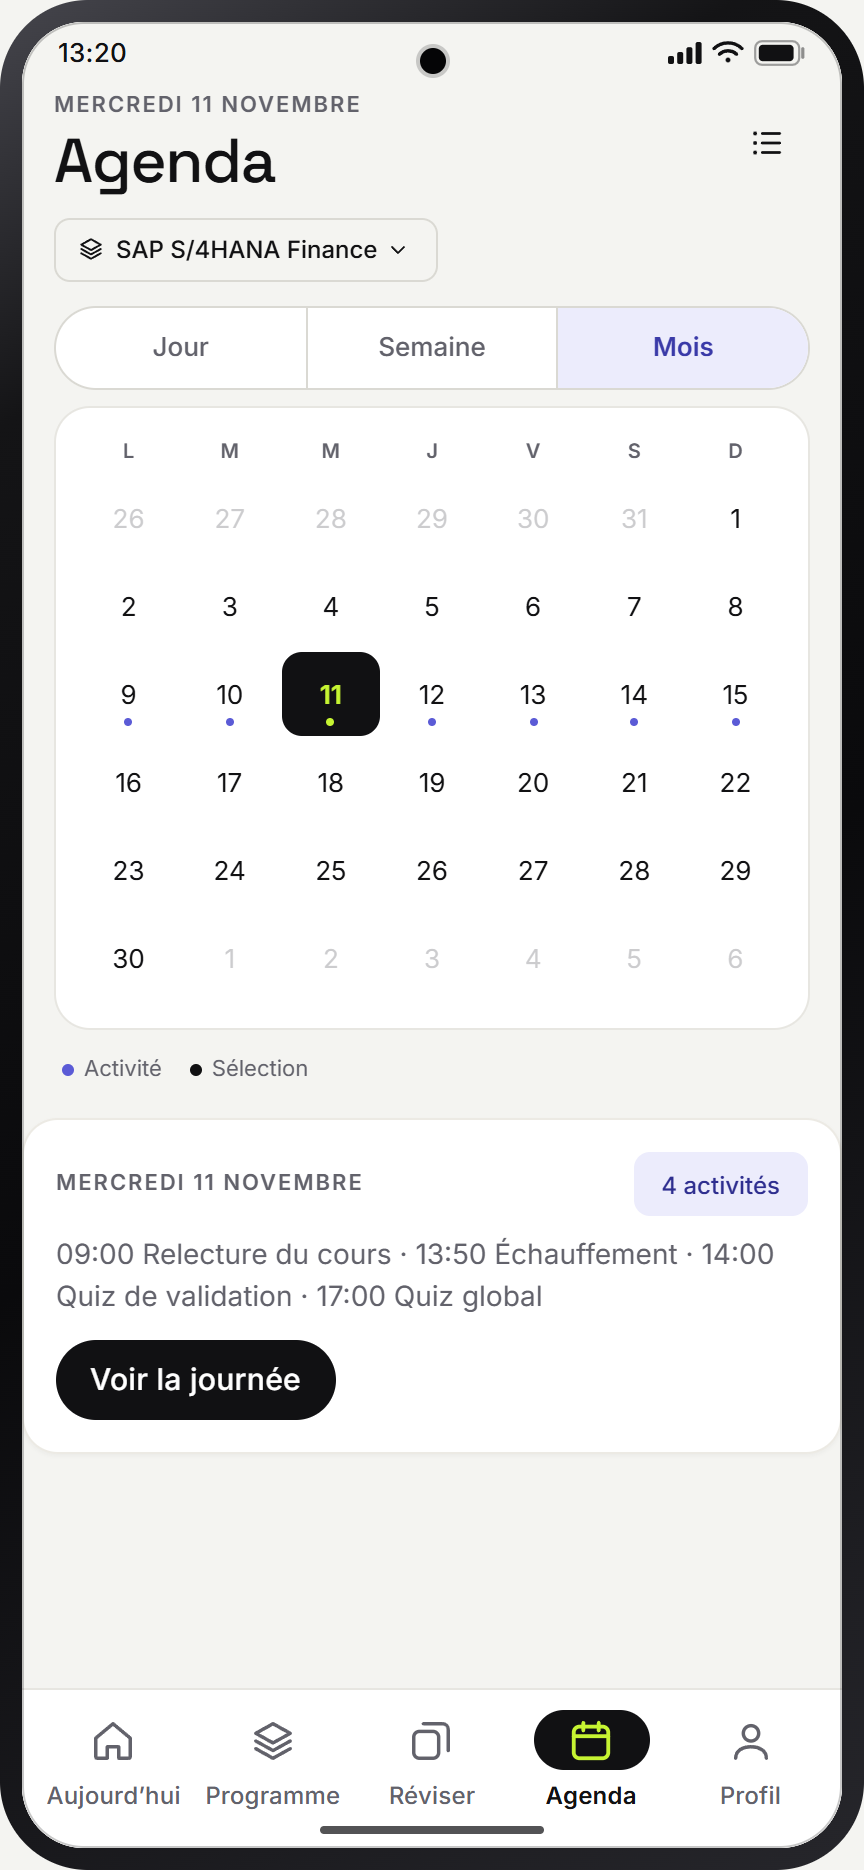 13:20
MERCREDI 11 NOVEMBRE
Agenda
SAP S/4HANA Finance
Jour Semaine Mois
L M M J V S D
26 27 28 29 30 31 1
2 3 4 5 6 7 8
9 10 11 12 13 14 15
16 17 18 19 20 21 22
23 24 25 26 27 28 29
30 1 2 3 4 5 6
Activité Sélection
MERCREDI 11 NOVEMBRE 4 activités
09:00 Relecture du cours · 13:50 Échauffement · 14:00
Quiz de validation · 17:00 Quiz global
Voir la journée
Aujourd’hui Programme Réviser Agenda Profil